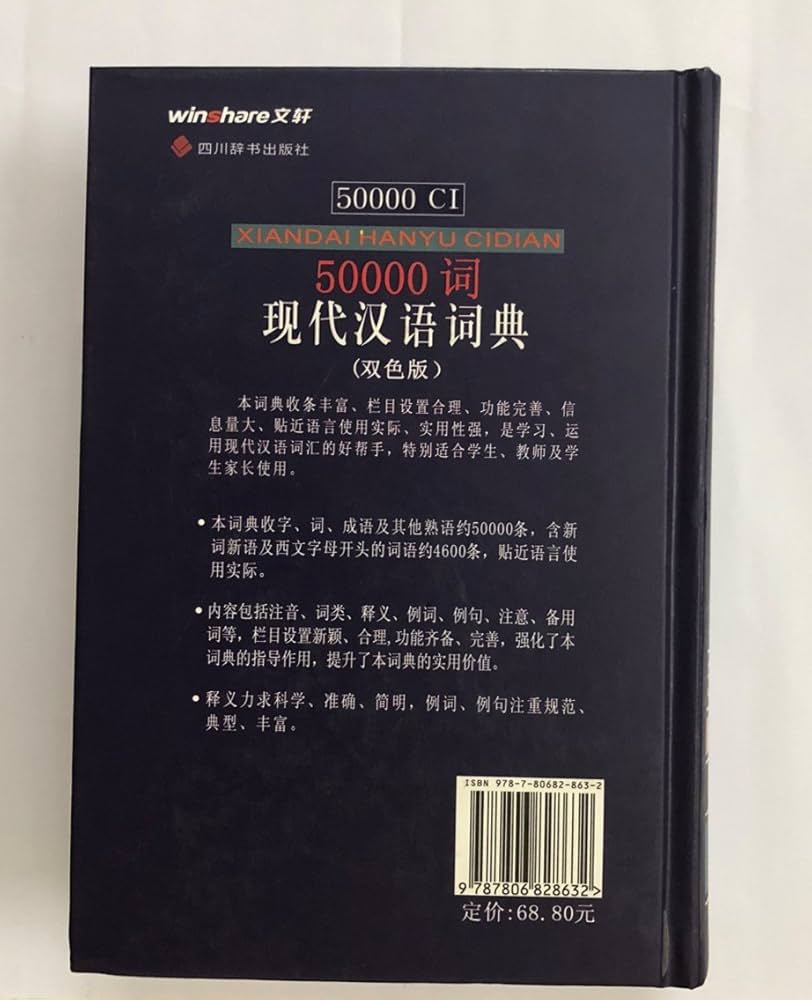 winshare文轩
四川辞书出版社
50000 CI
XIANDAI HANYU CIDIAN
50000 词
现代汉语词典
(双色版)
本词典收条丰富、栏目设置合理、功能完善、信
息量大、贴近语言使用实际、实用性强，是学习、运
用现代汉语词汇的好帮手，特别适合学生、教师及学
生家长使用。
•本词典收字、词、成语及其他熟语约50000条，含新
词新语及西文字母开头的词语约4600条，贴近语言使
用实际。
•内容包括注音、词类、释义、例词、例句、注意、备用
词等，栏目设置新颖、合理,功能齐备、完善，强化了本
词典的指导作用，提升了本词典的实用价值。
•释义力求科学、准确、简明，例词、例句注重规范、
典型、丰富。
ISBN 978-7-80682-863-2
9 787806 828632>
定价:68.80元